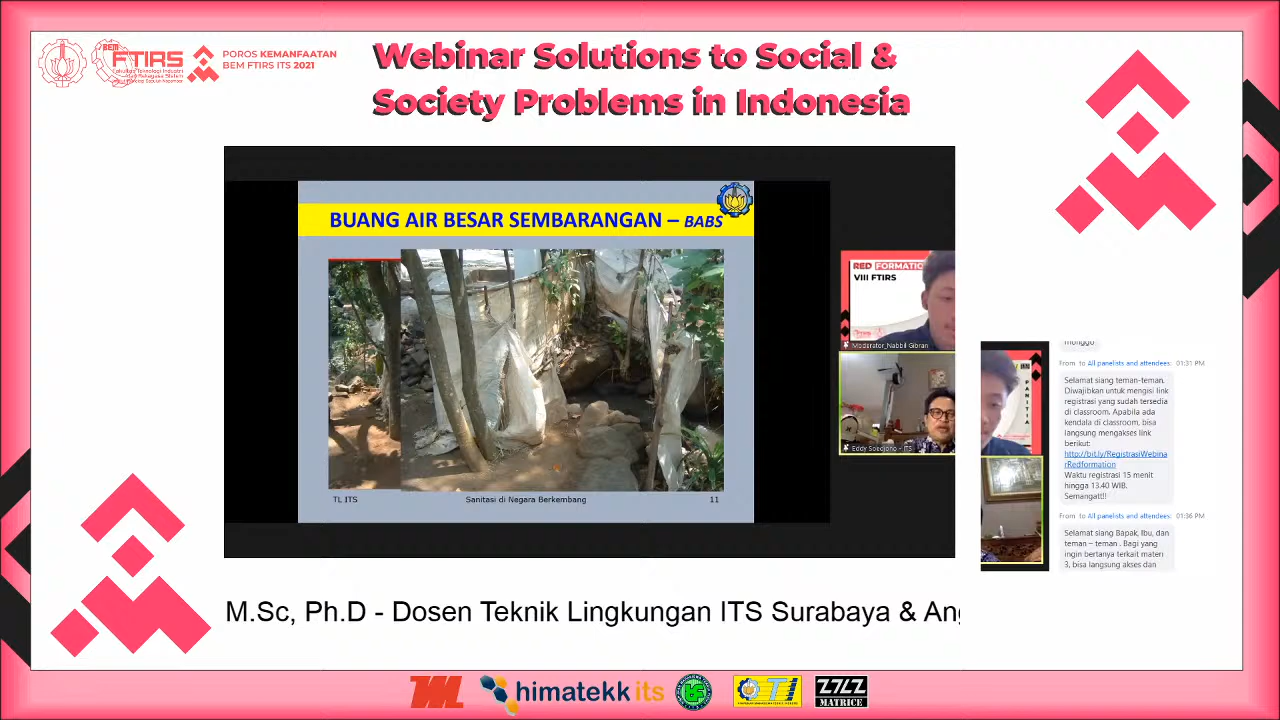 BEM
FTIRS
POROS KEMANFAATAN
BEM FTIRS ITS 2021
Webinar Solutions to Social &
Society Problems in Indonesia
BUANG AIR BESAR SEMBARANGAN – BABS
TL ITS
Sanitasi di Negara Berkembang
11
RED FORMATIO
VIII FTIRS
Moderator_Nabbil Gibran
Eddy Soedjono - ITS
PANITIA
monggo
From to All panelists and attendees: 01:31 PM
Selamat siang teman-teman.
Diwajibkan untuk mengisi link
registrasi yang sudah tersedia
di classroom. Apabila ada
kendala di classroom, bisa
langsung mengakses link
berikut:
http://bit.ly/RegistrasiWebina
rRedformation
Waktu registrasi 15 menit
hingga 13.40 WIB.
Semangat!!
From to All panelists and attendees: 01:36 PM
Selamat siang Bapak, Ibu, dan
teman – teman . Bagi yang
ingin bertanya terkait materi
3, bisa langsung akses dan
M.Sc, Ph.D - Dosen Teknik Lingkungan ITS Surabaya & Ang
himatekk its
MATRICE